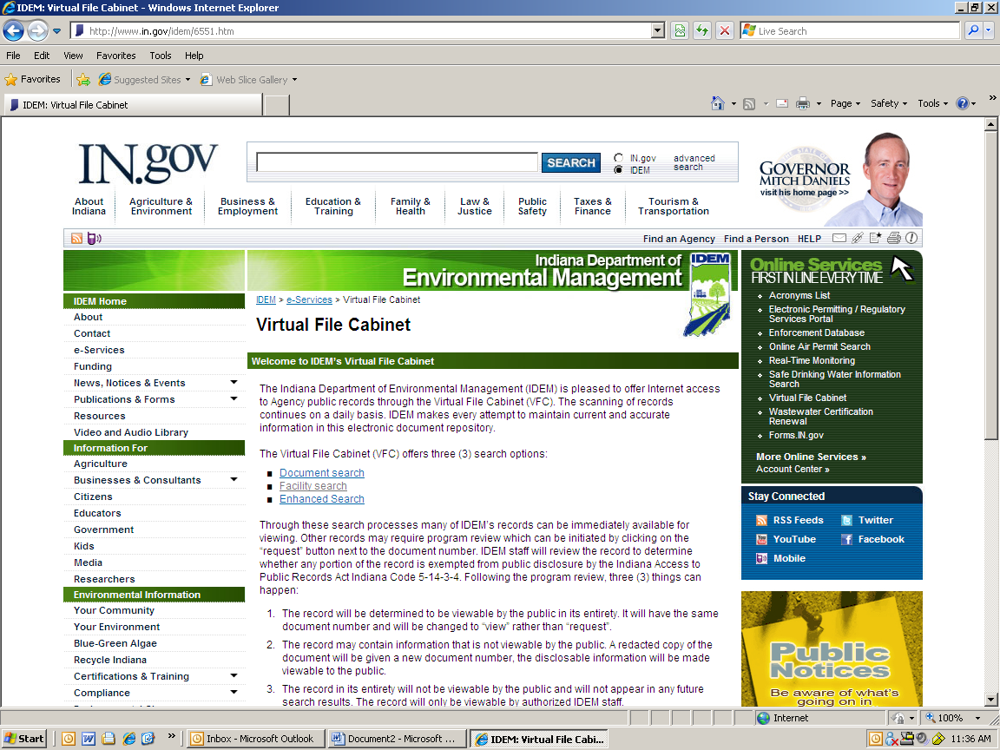 IDEM: Virtual File Cabinet - Windows Internet Explorer
http://www.in.gov/idem/6551.htm
Live Search
File Edit View Favorites Tools Help
Favorites Suggested Sites Web Slice Gallery
IDEM: Virtual File Cabinet
Page Safety Tools
IN.gov
SEARCH
IN.gov
IDEM
advanced
search
GOVERNOR
MITCH DANIELS
visit his home page >>
About
Indiana
Agriculture &
Environment
Business &
Employment
Education &
Training
Family &
Health
Law &
Justice
Public
Safety
Taxes &
Finance
Tourism &
Transportation
Find an Agency Find a Person HELP
Indiana Department of
Environmental Management
IDEM
IDEM Home
About
Contact
e-Services
Funding
News, Notices & Events
Publications & Forms
Resources
Video and Audio Library
Information For
Agriculture
Businesses & Consultants
Citizens
Educators
Government
Kids
Media
Researchers
Environmental Information
Your Community
Your Environment
Blue-Green Algae
Recycle Indiana
Certifications & Training
Compliance
IDEM > e-Services > Virtual File Cabinet
Virtual File Cabinet
Welcome to IDEM's Virtual File Cabinet
The Indiana Department of Environmental Management (IDEM) is pleased to offer Internet access
to Agency public records through the Virtual File Cabinet (VFC). The scanning of records
continues on a daily basis. IDEM makes every attempt to maintain current and accurate
information in this electronic document repository.
The Virtual File Cabinet (VFC) offers three (3) search options:
Document search
Facility search
Enhanced Search
Through these search processes many of IDEM's records can be immediately available for
viewing. Other records may require program review which can be initiated by clicking on the
“request” button next to the document number. IDEM staff will review the record to determine
whether any portion of the record is exempted from public disclosure by the Indiana Access to
Public Records Act Indiana Code 5-14-3-4. Following the program review, three (3) things can
happen:
1. The record will be determined to be viewable by the public in its entirety. It will have the same
document number and will be changed to “view” rather than “request”.
2. The record may contain information that is not viewable by the public. A redacted copy of the
document will be given a new document number, the disclosable information will be made
viewable to the public.
3. The record in its entirety will not be viewable by the public and will not appear in any future
search results. The record will only be viewable by authorized IDEM staff.
Online Services
FIRST IN LINE EVERY TIME
Acronyms List
Electronic Permitting / Regulatory
Services Portal
Enforcement Database
Online Air Permit Search
Real-Time Monitoring
Safe Drinking Water Information
Search
Virtual File Cabinet
Wastewater Certification
Renewal
Forms.IN.gov
More Online Services »
Account Center »
Stay Connected
RSS Feeds Twitter
YouTube Facebook
Mobile
Public
Notices
Be aware of what's
going on in
Internet 100%
Start Inbox - Microsoft Outlook Document2 - Microsoft ... IDEM: Virtual File Cabi... 11:36 AM